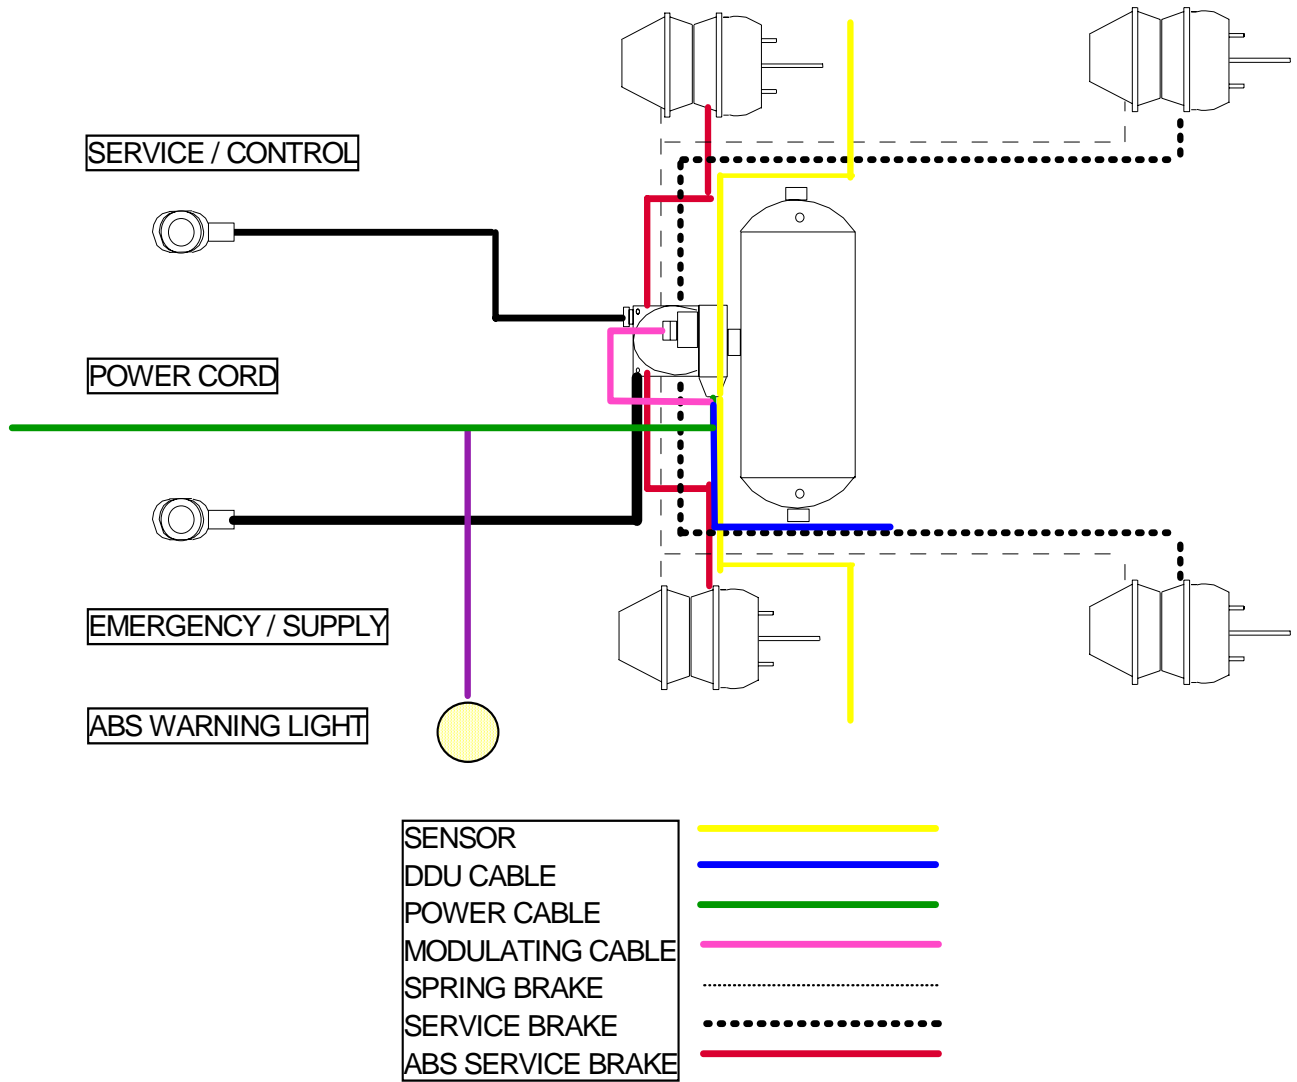 SERVICE / CONTROL
POWER CORD
EMERGENCY / SUPPLY
ABS WARNING LIGHT
SENSOR
DDU CABLE
POWER CABLE
MODULATING CABLE
SPRING BRAKE
SERVICE BRAKE
ABS SERVICE BRAKE